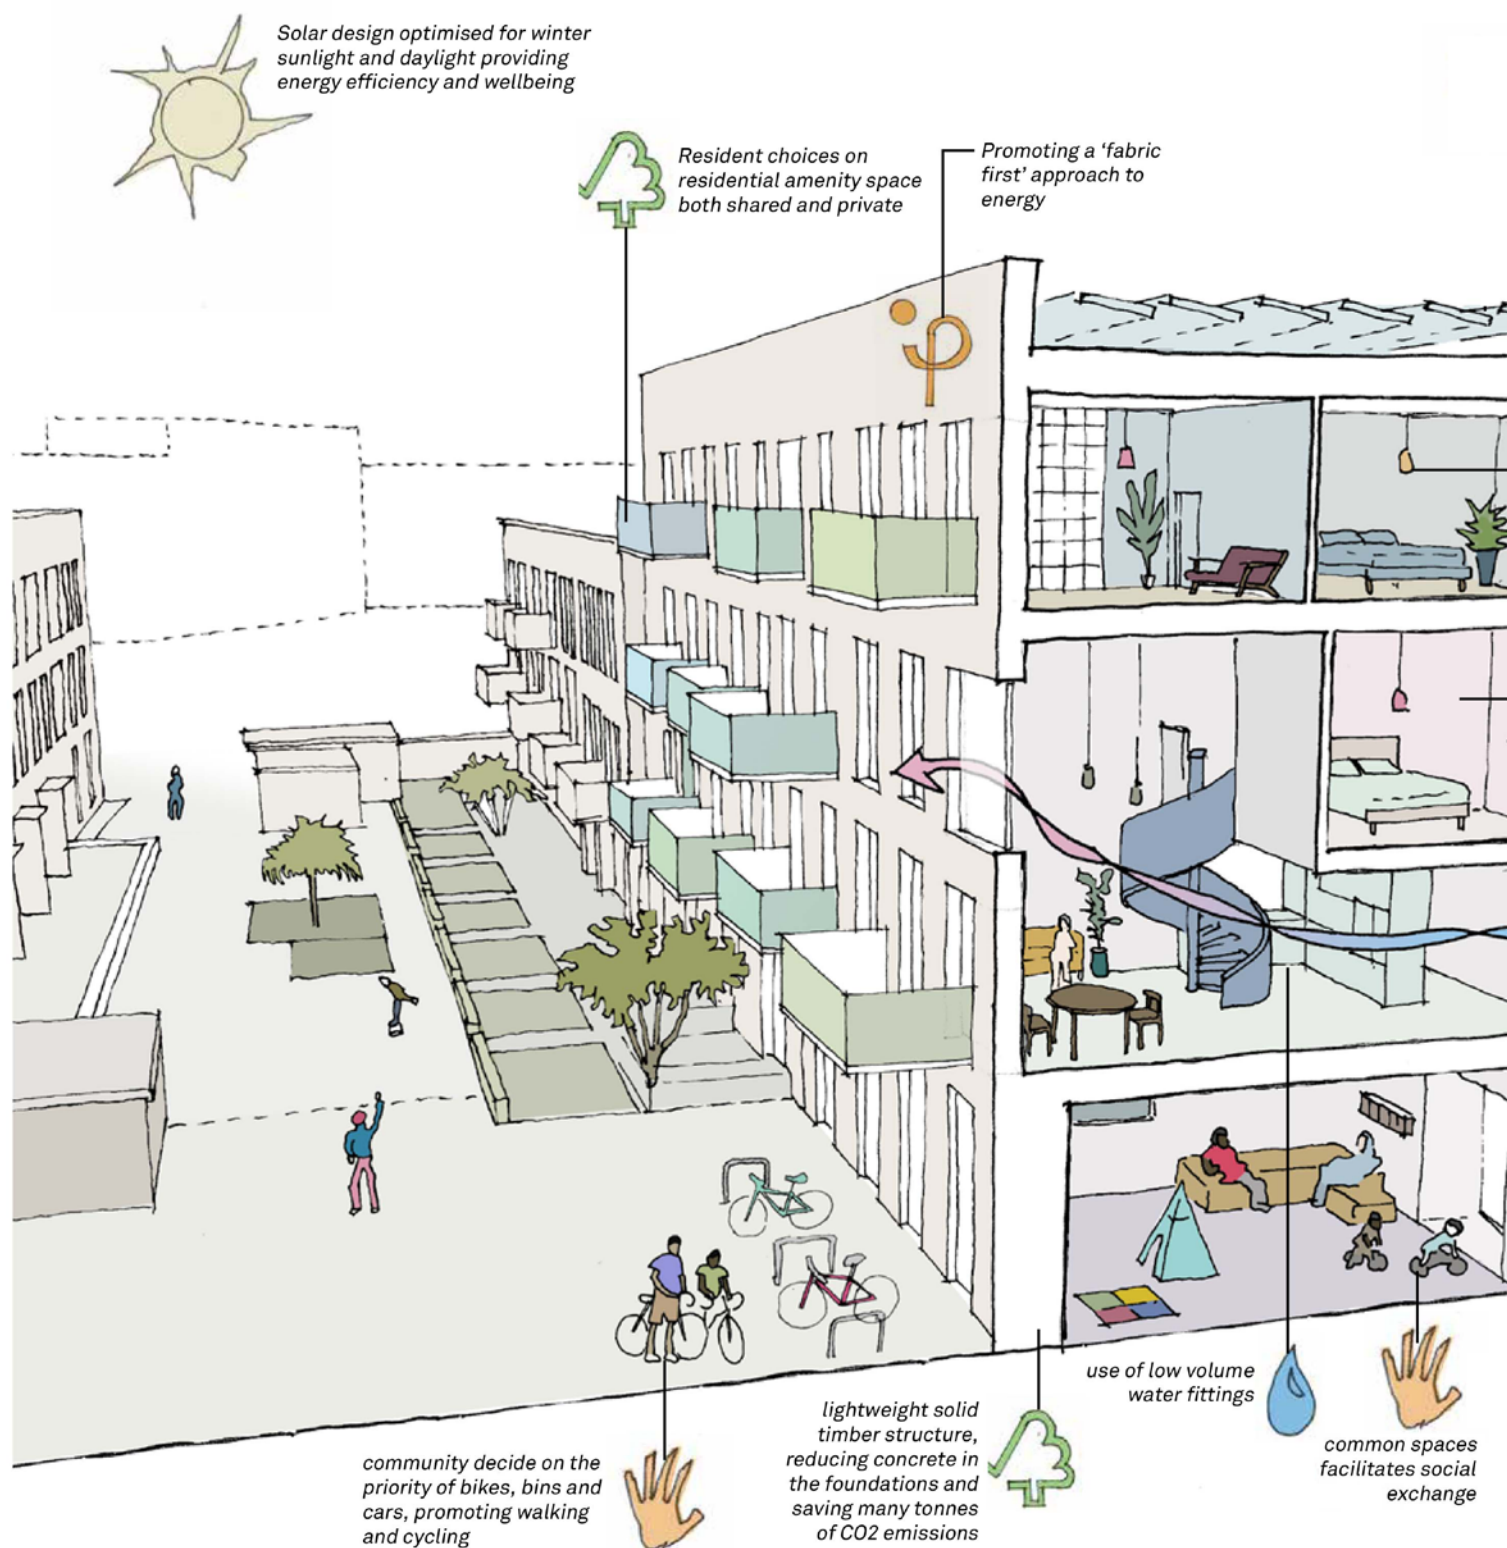 Solar design optimised for winter
sunlight and daylight providing
energy efficiency and wellbeing
Resident choices on
residential amenity space
both shared and private
Promoting a ‘fabric
first’ approach to
energy
use of low volume
water fittings
lightweight solid
timber structure,
reducing concrete in
the foundations and
saving many tonnes
of CO2 emissions
common spaces
facilitates social
exchange
community decide on the
priority of bikes, bins and
cars, promoting walking
and cycling